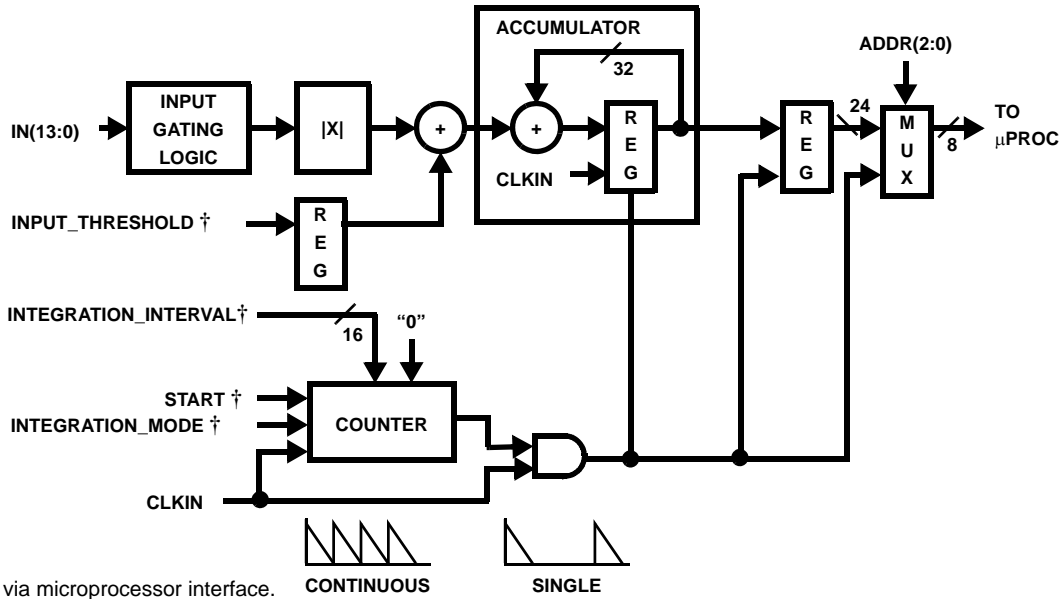 ACCUMULATOR
ADDR(2:0)
32
IN(13:0)
INPUT
GATING
LOGIC
|X|
+
+
R
E
G
CLKIN
R
E
G
24
M
U
X
8
TO
μPROC
INPUT_THRESHOLD †
R
E
G
INTEGRATION_INTERVAL†
16
“0”
START †
INTEGRATION_MODE †
COUNTER
CLKIN
CONTINUOUS
SINGLE
via microprocessor interface.